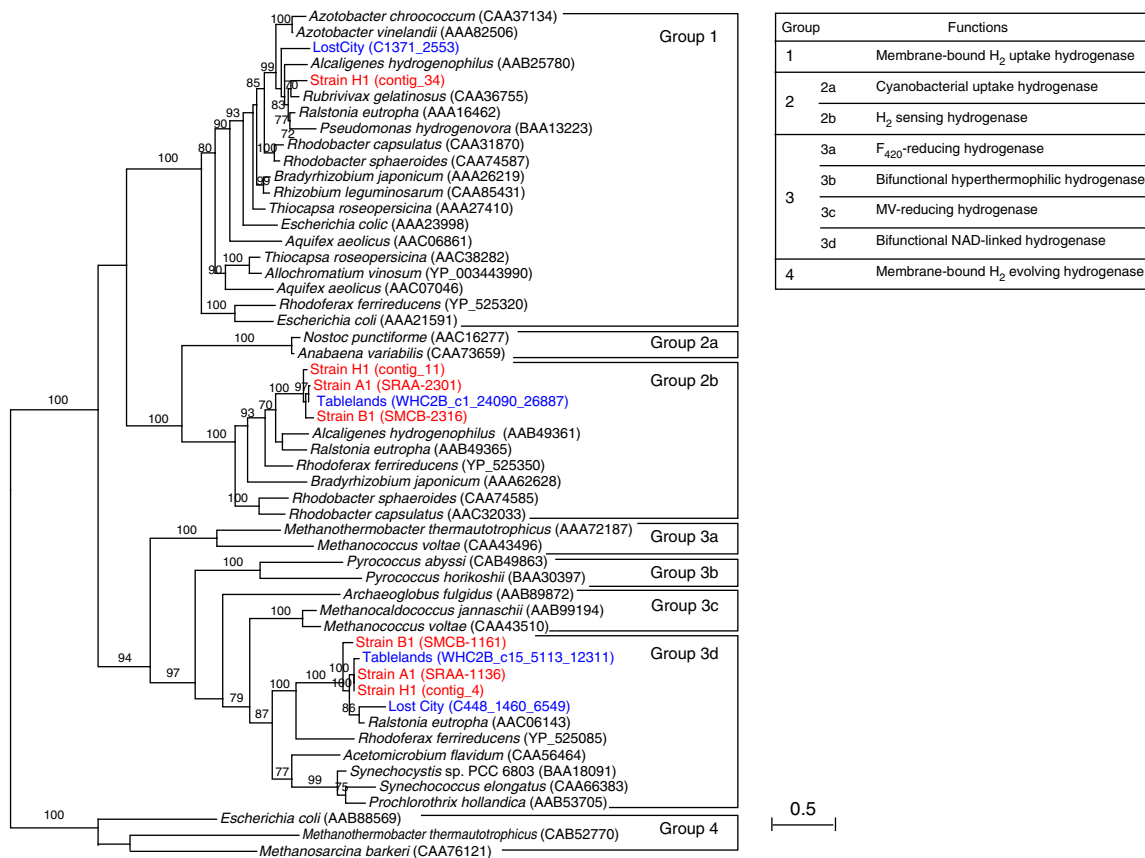 Azotobacter chroococcum (CAA37134)
Azotobacter vinelandii (AAA82506)
LostCity (C1371_2553)
Alcaligenes hydrogenophilus (AAB25780)
Strain H1 (contig_34)
Rubrivivax gelatinosus (CAA36755)
Ralstonia eutropha (AAA16462)
Pseudomonas hydrogenovora (BAA13223)
Rhodobacter capsulatus (CAA31870)
Rhodobacter sphaeroides (CAA74587)
Bradyrhizobium japonicum (AAA26219)
Rhizobium leguminosarum (CAA85431)
Thiocapsa roseopersicina (AAA27410)
Escherichia colic (AAA23998)
Aquifex aeolicus (AAC06861)
Thiocapsa roseopersicina (AAC38282)
Allochromatium vinosum (YP_003443990)
Aquifex aeolicus (AAC07046)
Rhodoferax ferrireducens (YP_525320)
Escherichia coli (AAA21591)
Group 1
100
99
85
93
90
80
100
70
83
77
72
100
99
100
90
100
Nostoc punctiforme (AAC16277)
Anabaena variabilis (CAA73659)
Group 2a
100
Strain H1 (contig_11)
Strain A1 (SRAA-2301)
Tablelands (WHC2B_c1_24090_26887)
Strain B1 (SMCB-2316)
Alcaligenes hydrogenophilus (AAB49361)
Ralstonia eutropha (AAB49365)
Rhodoferax ferrireducens (YP_525350)
Bradyrhizobium japonicum (AAA62628)
Rhodobacter sphaeroides (CAA74585)
Rhodobacter capsulatus (AAC32033)
Group 2b
97
100
70
93
100
100
100
Methanothermobacter thermautotrophicus (AAA72187)
Methanococcus voltae (CAA43496)
Group 3a
100
Pyrococcus abyssi (CAB49863)
Pyrococcus horikoshii (BAA30397)
Group 3b
100
Archaeoglobus fulgidus (AAB89872)
Methanocaldococcus jannaschii (AAB99194)
Methanococcus voltae (CAA43510)
Group 3c
100
Strain B1 (SMCB-1161)
Tablelands (WHC2B_c15_5113_12311)
Strain A1 (SRAA-1136)
Strain H1 (contig_4)
Lost City (C448_1460_6549)
Ralstonia eutropha (AAC06143)
Rhodoferax ferrireducens (YP_525085)
Acetomicrobium flavidum (CAA56464)
Synechocystis sp. PCC 6803 (BAA18091)
Synechococcus elongatus (CAA66383)
Prochlorothrix hollandica (AAB53705)
Group 3d
94
97
79
87
100
100
100
100
86
77
99
75
Escherichia coli (AAB88569)
Methanothermobacter thermautotrophicus (CAB52770)
Methanosarcina barkeri (CAA76121)
Group 4
100
0.5
Group Functions
1 Membrane-bound H2 uptake hydrogenase
2 2a Cyanobacterial uptake hydrogenase
2b H2 sensing hydrogenase
3 3a F420-reducing hydrogenase
3b Bifunctional hyperthermophilic hydrogenase
3c MV-reducing hydrogenase
3d Bifunctional NAD-linked hydrogenase
4 Membrane-bound H2 evolving hydrogenase